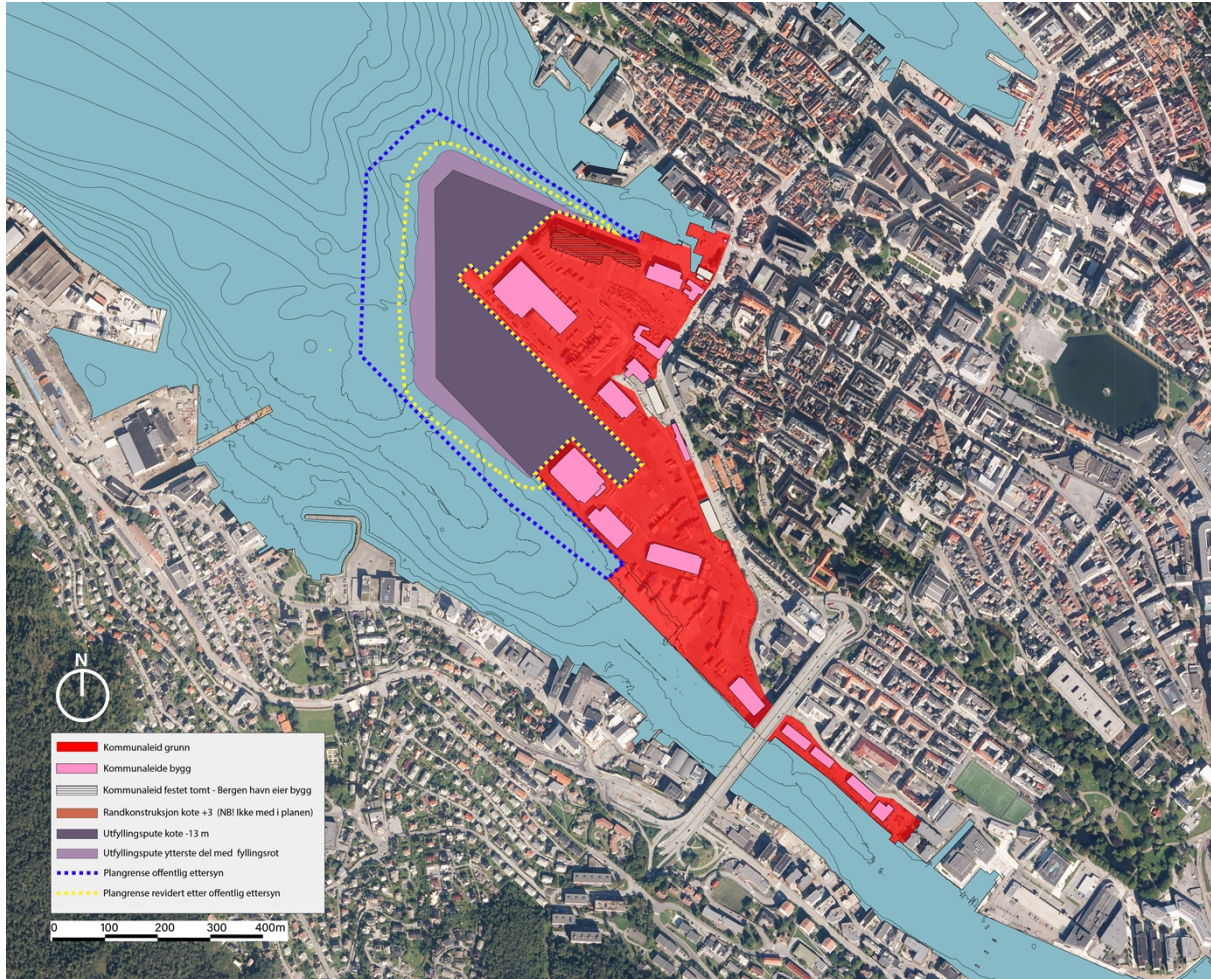 N
Kommunaleid grunn
Kommunaleide bygg
Kommunaleid festet tomt - Bergen havn eier bygg
Randkonstruksjon kote +3 (NB! Ikke med i planen)
Utfyllingspute kote -13 m
Utfyllingspute ytterste del med fyllingsrot
Plangrense offentlig ettersyn
Plangrense revidert etter offentlig ettersyn
0 100 200 300 400m